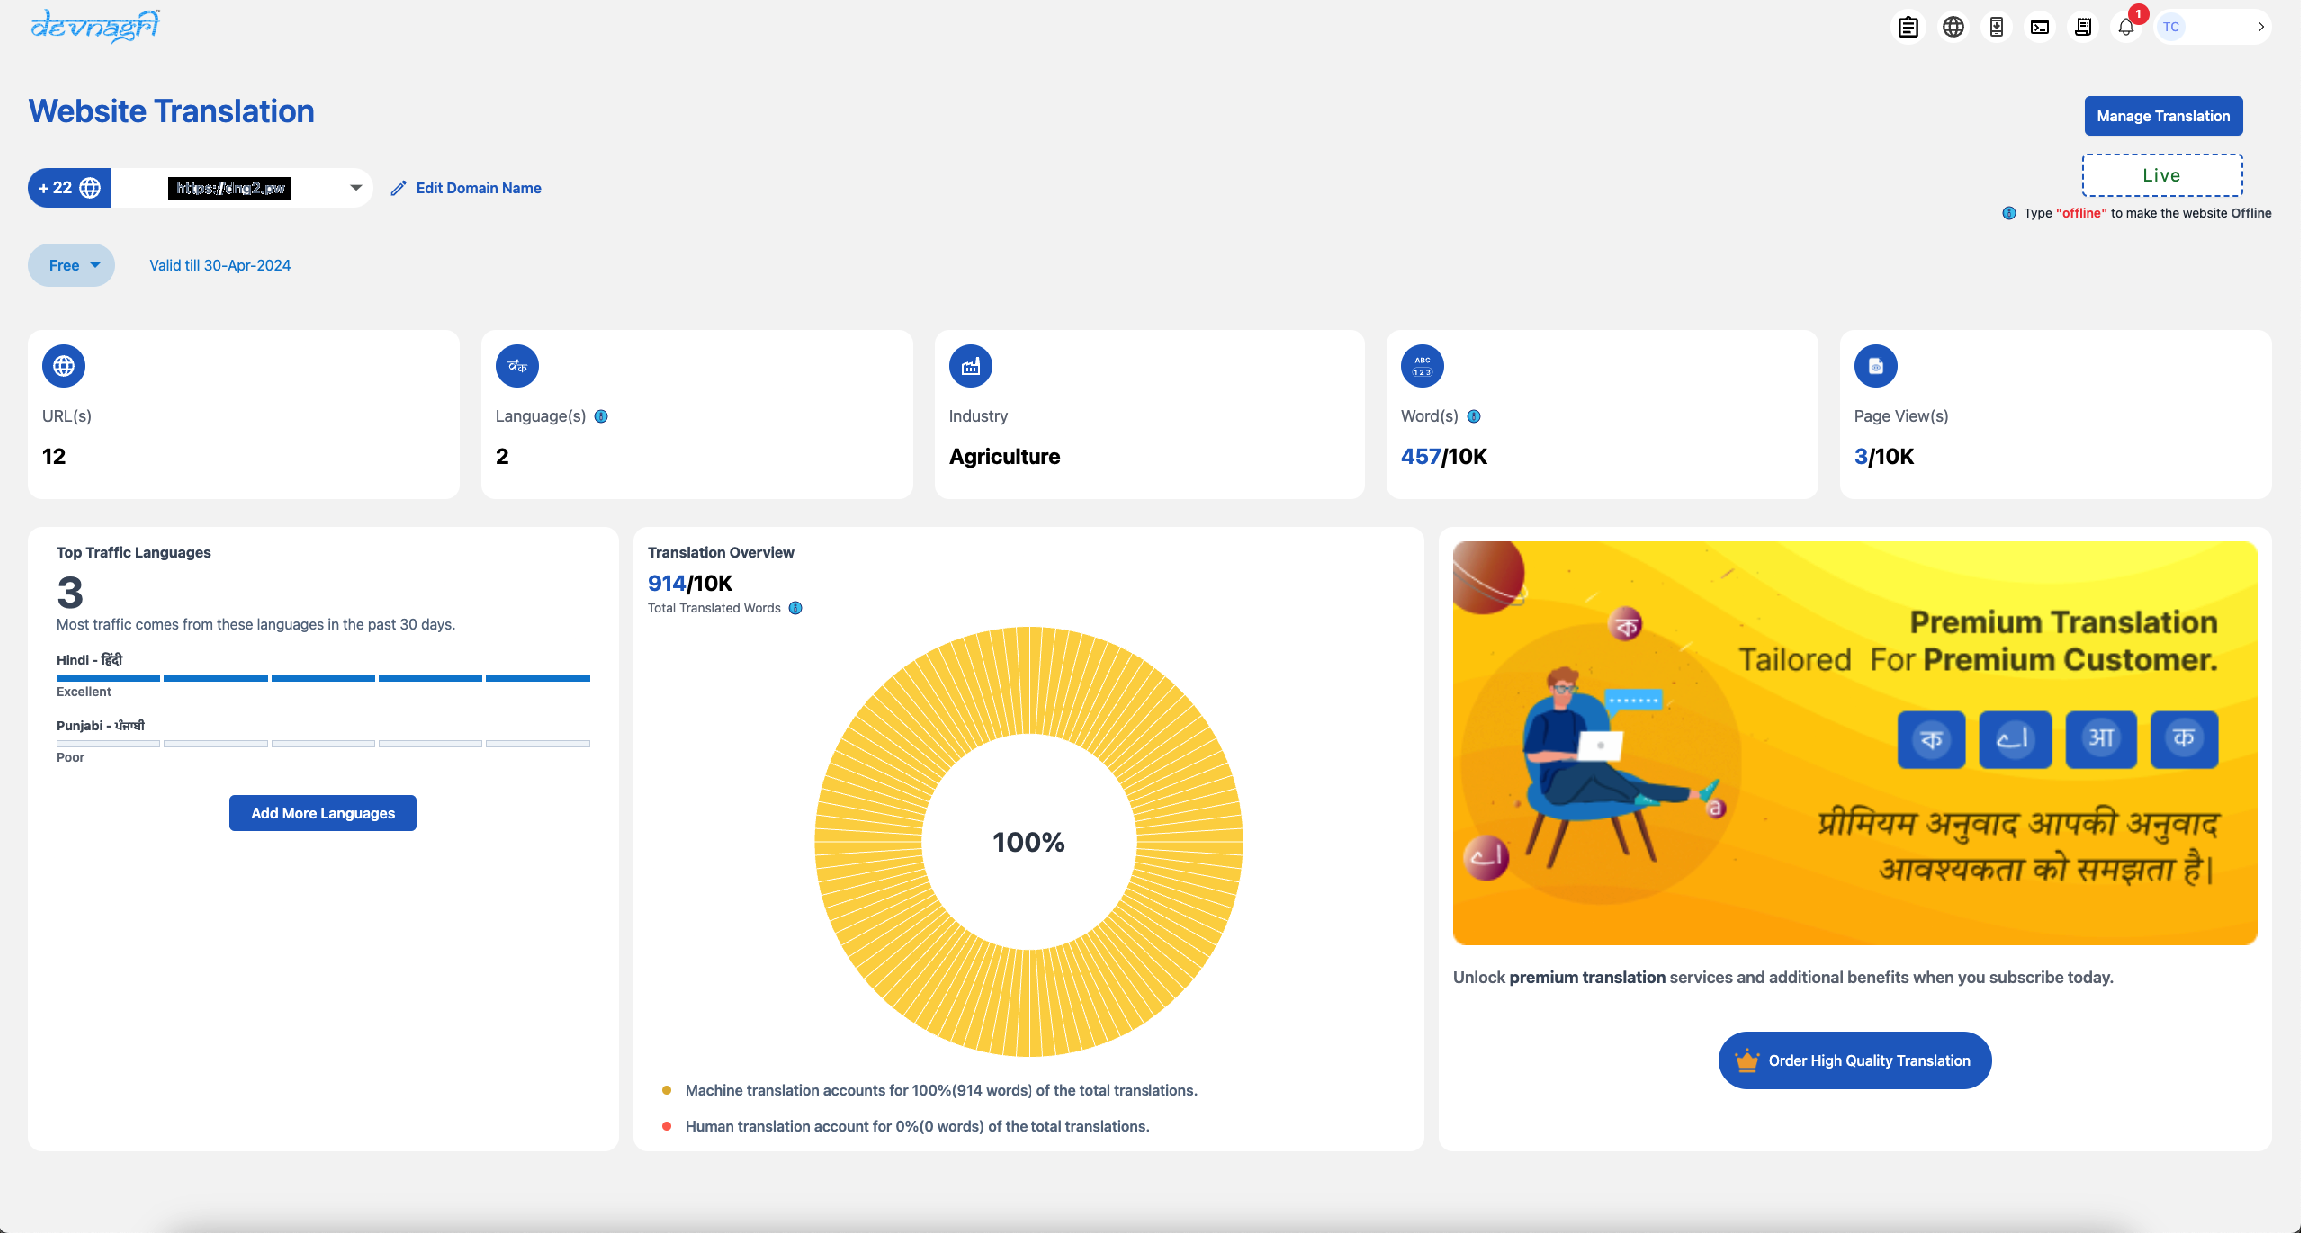 devnagri
1
TC
Website Translation
Manage Translation
+ 22
https://dng2.pw
Edit Domain Name
Live
Type "offline" to make the website Offline
Free
Valid till 30-Apr-2024
URL(s)
12
Language(s)
2
Industry
Agriculture
ABC
123
Word(s)
457/10K
Page View(s)
3/10K
Top Traffic Languages
3
Most traffic comes from these languages in the past 30 days.
Hindi - हिंदी
Excellent
Punjabi - ਪੰਜਾਬੀ
Poor
Add More Languages
Translation Overview
914/10K
Total Translated Words
100%
Machine translation accounts for 100%(914 words) of the total translations.
Human translation account for 0%(0 words) of the total translations.
Premium Translation
Tailored For Premium Customer.
क
a
क
आ
क
प्रीमियम अनुवाद आपकी अनुवाद
आवश्यकता को समझता है|
Unlock premium translation services and additional benefits when you subscribe today.
Order High Quality Translation